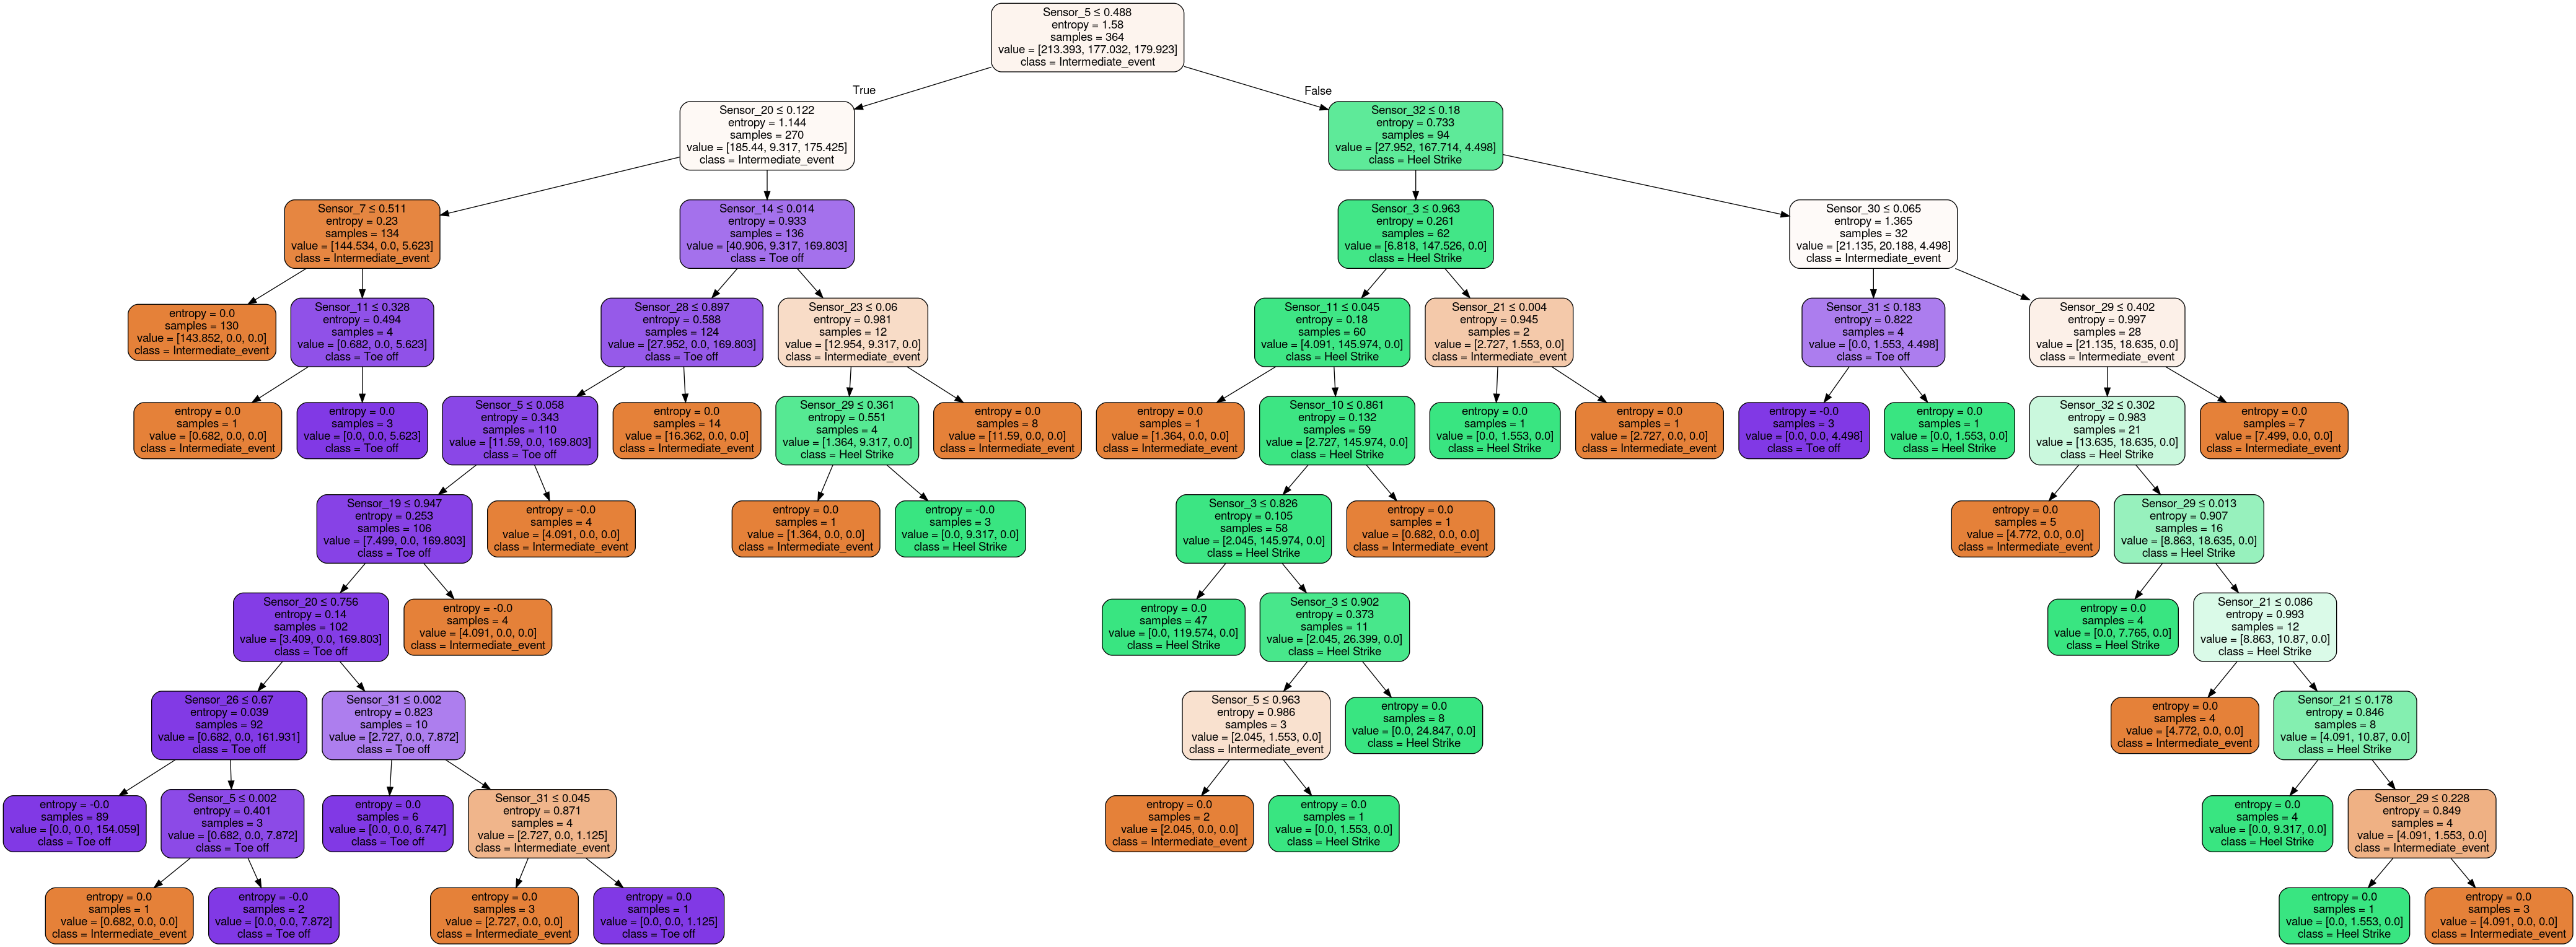 Sensor_5 ≤ 0.488
entropy = 1.58
samples = 364
value = [213.393, 177.032, 179.923]
class = Intermediate_event
True
False
Sensor_20 ≤ 0.122
entropy = 1.144
samples = 270
value = [185.44, 9.317, 175.425]
class = Intermediate_event
Sensor_32 ≤ 0.18
entropy = 0.733
samples = 94
value = [27.952, 167.714, 4.498]
class = Heel Strike
Sensor_7 ≤ 0.511
entropy = 0.23
samples = 134
value = [144.534, 0.0, 5.623]
class = Intermediate_event
Sensor_14 ≤ 0.014
entropy = 0.933
samples = 136
value = [40.906, 9.317, 169.803]
class = Toe off
Sensor_3 ≤ 0.963
entropy = 0.261
samples = 62
value = [6.818, 147.526, 0.0]
class = Heel Strike
Sensor_30 ≤ 0.065
entropy = 1.365
samples = 32
value = [21.135, 20.188, 4.498]
class = Intermediate_event
entropy = 0.0
samples = 130
value = [143.852, 0.0, 0.0]
class = Intermediate_event
Sensor_11 ≤ 0.328
entropy = 0.494
samples = 4
value = [0.682, 0.0, 5.623]
class = Toe off
Sensor_28 ≤ 0.897
entropy = 0.588
samples = 124
value = [27.952, 0.0, 169.803]
class = Toe off
Sensor_23 ≤ 0.06
entropy = 0.981
samples = 12
value = [12.954, 9.317, 0.0]
class = Intermediate_event
Sensor_11 ≤ 0.045
entropy = 0.18
samples = 60
value = [4.091, 145.974, 0.0]
class = Heel Strike
Sensor_21 ≤ 0.004
entropy = 0.945
samples = 2
value = [2.727, 1.553, 0.0]
class = Intermediate_event
Sensor_31 ≤ 0.183
entropy = 0.822
samples = 4
value = [0.0, 1.553, 4.498]
class = Toe off
Sensor_29 ≤ 0.402
entropy = 0.997
samples = 28
value = [21.135, 18.635, 0.0]
class = Intermediate_event
entropy = 0.0
samples = 1
value = [0.682, 0.0, 0.0]
class = Intermediate_event
entropy = 0.0
samples = 3
value = [0.0, 0.0, 5.623]
class = Toe off
Sensor_5 ≤ 0.058
entropy = 0.343
samples = 110
value = [11.59, 0.0, 169.803]
class = Toe off
entropy = 0.0
samples = 14
value = [16.362, 0.0, 0.0]
class = Intermediate_event
Sensor_29 ≤ 0.361
entropy = 0.551
samples = 4
value = [1.364, 9.317, 0.0]
class = Heel Strike
entropy = 0.0
samples = 8
value = [11.59, 0.0, 0.0]
class = Intermediate_event
entropy = 0.0
samples = 1
value = [1.364, 0.0, 0.0]
class = Intermediate_event
Sensor_10 ≤ 0.861
entropy = 0.132
samples = 59
value = [2.727, 145.974, 0.0]
class = Heel Strike
entropy = 0.0
samples = 1
value = [0.0, 1.553, 0.0]
class = Heel Strike
entropy = 0.0
samples = 1
value = [2.727, 0.0, 0.0]
class = Intermediate_event
entropy = -0.0
samples = 3
value = [0.0, 0.0, 4.498]
class = Toe off
entropy = 0.0
samples = 1
value = [0.0, 1.553, 0.0]
class = Heel Strike
Sensor_32 ≤ 0.302
entropy = 0.983
samples = 21
value = [13.635, 18.635, 0.0]
class = Heel Strike
entropy = 0.0
samples = 7
value = [7.499, 0.0, 0.0]
class = Intermediate_event
Sensor_19 ≤ 0.947
entropy = 0.253
samples = 106
value = [7.499, 0.0, 169.803]
class = Toe off
entropy = -0.0
samples = 4
value = [4.091, 0.0, 0.0]
class = Intermediate_event
entropy = 0.0
samples = 1
value = [1.364, 0.0, 0.0]
class = Intermediate_event
entropy = -0.0
samples = 3
value = [0.0, 9.317, 0.0]
class = Heel Strike
Sensor_3 ≤ 0.826
entropy = 0.105
samples = 58
value = [2.045, 145.974, 0.0]
class = Heel Strike
entropy = 0.0
samples = 1
value = [0.682, 0.0, 0.0]
class = Intermediate_event
entropy = 0.0
samples = 5
value = [4.772, 0.0, 0.0]
class = Intermediate_event
Sensor_29 ≤ 0.013
entropy = 0.907
samples = 16
value = [8.863, 18.635, 0.0]
class = Heel Strike
Sensor_20 ≤ 0.756
entropy = 0.14
samples = 102
value = [3.409, 0.0, 169.803]
class = Toe off
entropy = -0.0
samples = 4
value = [4.091, 0.0, 0.0]
class = Intermediate_event
entropy = 0.0
samples = 47
value = [0.0, 119.574, 0.0]
class = Heel Strike
Sensor_3 ≤ 0.902
entropy = 0.373
samples = 11
value = [2.045, 26.399, 0.0]
class = Heel Strike
entropy = 0.0
samples = 4
value = [0.0, 7.765, 0.0]
class = Heel Strike
Sensor_21 ≤ 0.086
entropy = 0.993
samples = 12
value = [8.863, 10.87, 0.0]
class = Heel Strike
Sensor_26 ≤ 0.67
entropy = 0.039
samples = 92
value = [0.682, 0.0, 161.931]
class = Toe off
Sensor_31 ≤ 0.002
entropy = 0.823
samples = 10
value = [2.727, 0.0, 7.872]
class = Toe off
Sensor_5 ≤ 0.963
entropy = 0.986
samples = 3
value = [2.045, 1.553, 0.0]
class = Intermediate_event
entropy = 0.0
samples = 8
value = [0.0, 24.847, 0.0]
class = Heel Strike
entropy = 0.0
samples = 4
value = [4.772, 0.0, 0.0]
class = Intermediate_event
Sensor_21 ≤ 0.178
entropy = 0.846
samples = 8
value = [4.091, 10.87, 0.0]
class = Heel Strike
entropy = -0.0
samples = 89
value = [0.0, 0.0, 154.059]
class = Toe off
Sensor_5 ≤ 0.002
entropy = 0.401
samples = 3
value = [0.682, 0.0, 7.872]
class = Toe off
entropy = 0.0
samples = 6
value = [0.0, 0.0, 6.747]
class = Toe off
Sensor_31 ≤ 0.045
entropy = 0.871
samples = 4
value = [2.727, 0.0, 1.125]
class = Intermediate_event
entropy = 0.0
samples = 2
value = [2.045, 0.0, 0.0]
class = Intermediate_event
entropy = 0.0
samples = 1
value = [0.0, 1.553, 0.0]
class = Heel Strike
entropy = 0.0
samples = 4
value = [0.0, 9.317, 0.0]
class = Heel Strike
Sensor_29 ≤ 0.228
entropy = 0.849
samples = 4
value = [4.091, 1.553, 0.0]
class = Intermediate_event
entropy = 0.0
samples = 1
value = [0.682, 0.0, 0.0]
class = Intermediate_event
entropy = -0.0
samples = 2
value = [0.0, 0.0, 7.872]
class = Toe off
entropy = 0.0
samples = 3
value = [2.727, 0.0, 0.0]
class = Intermediate_event
entropy = 0.0
samples = 1
value = [0.0, 0.0, 1.125]
class = Toe off
entropy = 0.0
samples = 1
value = [0.0, 1.553, 0.0]
class = Heel Strike
entropy = 0.0
samples = 3
value = [4.091, 0.0, 0.0]
class = Intermediate_event